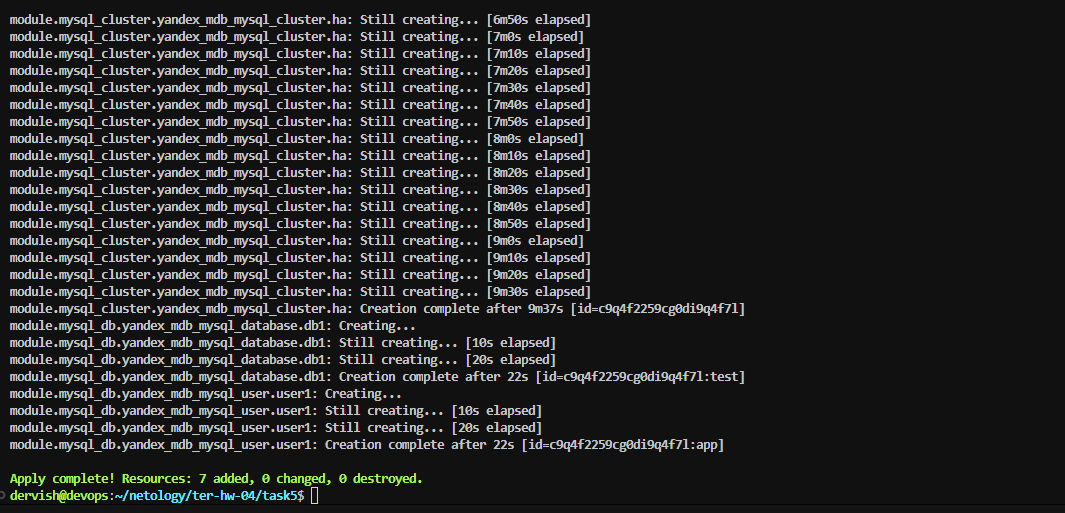 module.mysql_cluster.yandex_mdb_mysql_cluster.ha: Still creating... [6m50s elapsed]
module.mysql_cluster.yandex_mdb_mysql_cluster.ha: Still creating... [7m0s elapsed]
module.mysql_cluster.yandex_mdb_mysql_cluster.ha: Still creating... [7m10s elapsed]
module.mysql_cluster.yandex_mdb_mysql_cluster.ha: Still creating... [7m20s elapsed]
module.mysql_cluster.yandex_mdb_mysql_cluster.ha: Still creating... [7m30s elapsed]
module.mysql_cluster.yandex_mdb_mysql_cluster.ha: Still creating... [7m40s elapsed]
module.mysql_cluster.yandex_mdb_mysql_cluster.ha: Still creating... [7m50s elapsed]
module.mysql_cluster.yandex_mdb_mysql_cluster.ha: Still creating... [8m0s elapsed]
module.mysql_cluster.yandex_mdb_mysql_cluster.ha: Still creating... [8m10s elapsed]
module.mysql_cluster.yandex_mdb_mysql_cluster.ha: Still creating... [8m20s elapsed]
module.mysql_cluster.yandex_mdb_mysql_cluster.ha: Still creating... [8m30s elapsed]
module.mysql_cluster.yandex_mdb_mysql_cluster.ha: Still creating... [8m40s elapsed]
module.mysql_cluster.yandex_mdb_mysql_cluster.ha: Still creating... [8m50s elapsed]
module.mysql_cluster.yandex_mdb_mysql_cluster.ha: Still creating... [9m0s elapsed]
module.mysql_cluster.yandex_mdb_mysql_cluster.ha: Still creating... [9m10s elapsed]
module.mysql_cluster.yandex_mdb_mysql_cluster.ha: Still creating... [9m20s elapsed]
module.mysql_cluster.yandex_mdb_mysql_cluster.ha: Still creating... [9m30s elapsed]
module.mysql_cluster.yandex_mdb_mysql_cluster.ha: Creation complete after 9m37s [id=c9q4f2259cg0di9q4f7l]
module.mysql_db.yandex_mdb_mysql_database.db1: Creating...
module.mysql_db.yandex_mdb_mysql_database.db1: Still creating... [10s elapsed]
module.mysql_db.yandex_mdb_mysql_database.db1: Still creating... [20s elapsed]
module.mysql_db.yandex_mdb_mysql_database.db1: Creation complete after 22s [id=c9q4f2259cg0di9q4f7l:test]
module.mysql_db.yandex_mdb_mysql_user.user1: Creating...
module.mysql_db.yandex_mdb_mysql_user.user1: Still creating... [10s elapsed]
module.mysql_db.yandex_mdb_mysql_user.user1: Still creating... [20s elapsed]
module.mysql_db.yandex_mdb_mysql_user.user1: Creation complete after 22s [id=c9q4f2259cg0di9q4f7l:app]
Apply complete! Resources: 7 added, 0 changed, 0 destroyed.
dervish@devops:~/netology/ter-hw-04/task5$